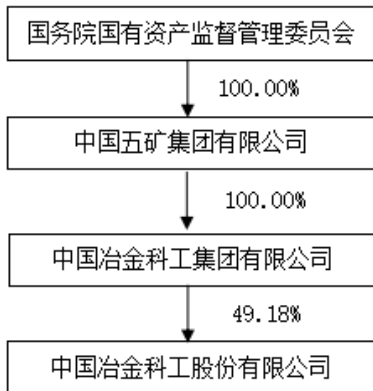 国务院国有资产监督管理委员会
100.00%
中国五矿集团有限公司
100.00%
中国冶金科工集团有限公司
49.18%
中国冶金科工股份有限公司